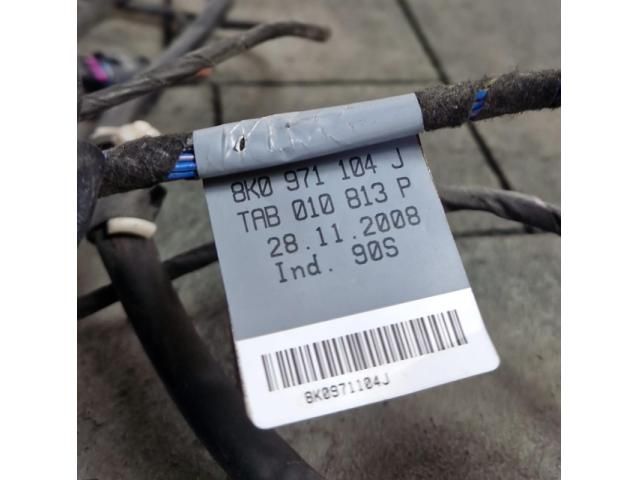 8K0 971 104 J
TAB 010 813 P
28.11.2008
Ind. 90S
8K0971104J